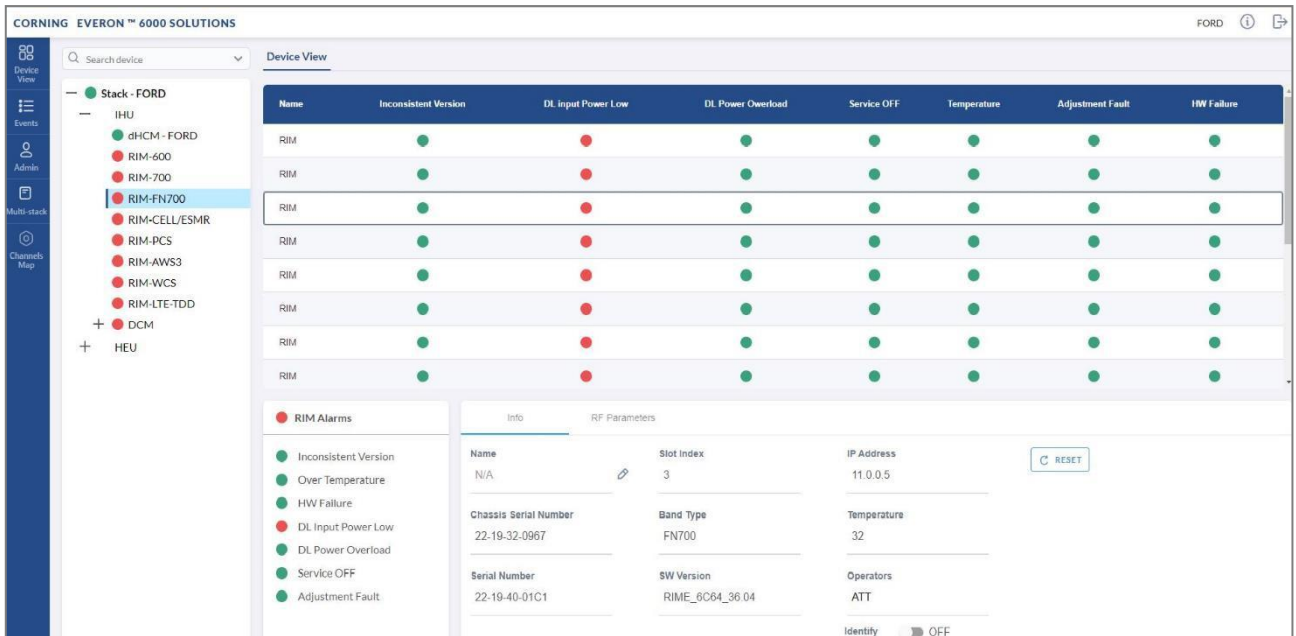 CORNING EVERON ™ 6000 SOLUTIONS
FORD
Device View
Events
Admin
Multi-stack
Channels Map
Search device
Stack - FORD
IHU
dHCM - FORD
RIM-600
RIM-700
RIM-FN700
RIM-CELL/ESMR
RIM-PCS
RIM-AWS3
RIM-WCS
RIM-LTE-TDD
DCM
HEU
Device View
Name Inconsistent Version DL input Power Low DL Power Owerload Service OFF Temperature Adjustment Fault HW Failure
RIM
RIM
RIM
RIM
RIM
RIM
RIM
RIM
RIM Alarms
Inconsistent Version
Over Temperature
HW Failure
DL Input Power Low
DL Power Overload
Service OFF
Adjustment Fault
Info RF Parameters
Name Slot Index IP Address
N/A 3 11.0.0.5
RESET
Chassis Serial Number Band Type Temperature
22-19-32-0967 FN700 32
Serial Number SW Version Operators
22-19-40-01C1 RIME_6C64_36.04 ATT
Identify OFF